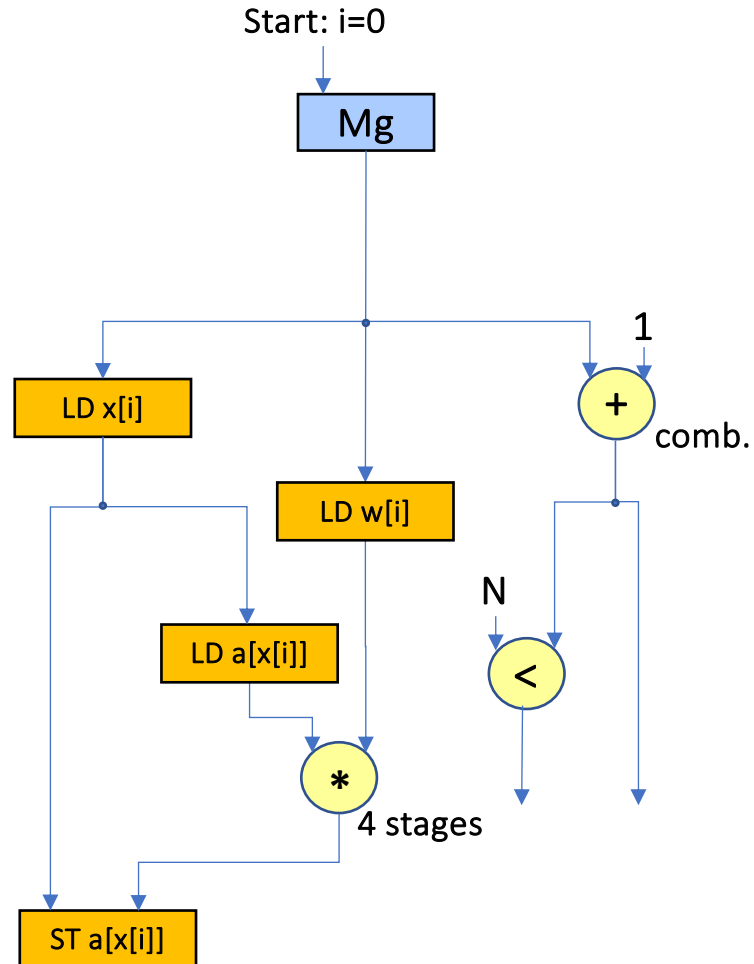 Start: i=0
Mg
1
LD x[i]
+
comb.
LD w[i]
N
LD a[x[i]]
<
*
4 stages
ST a[x[i]]